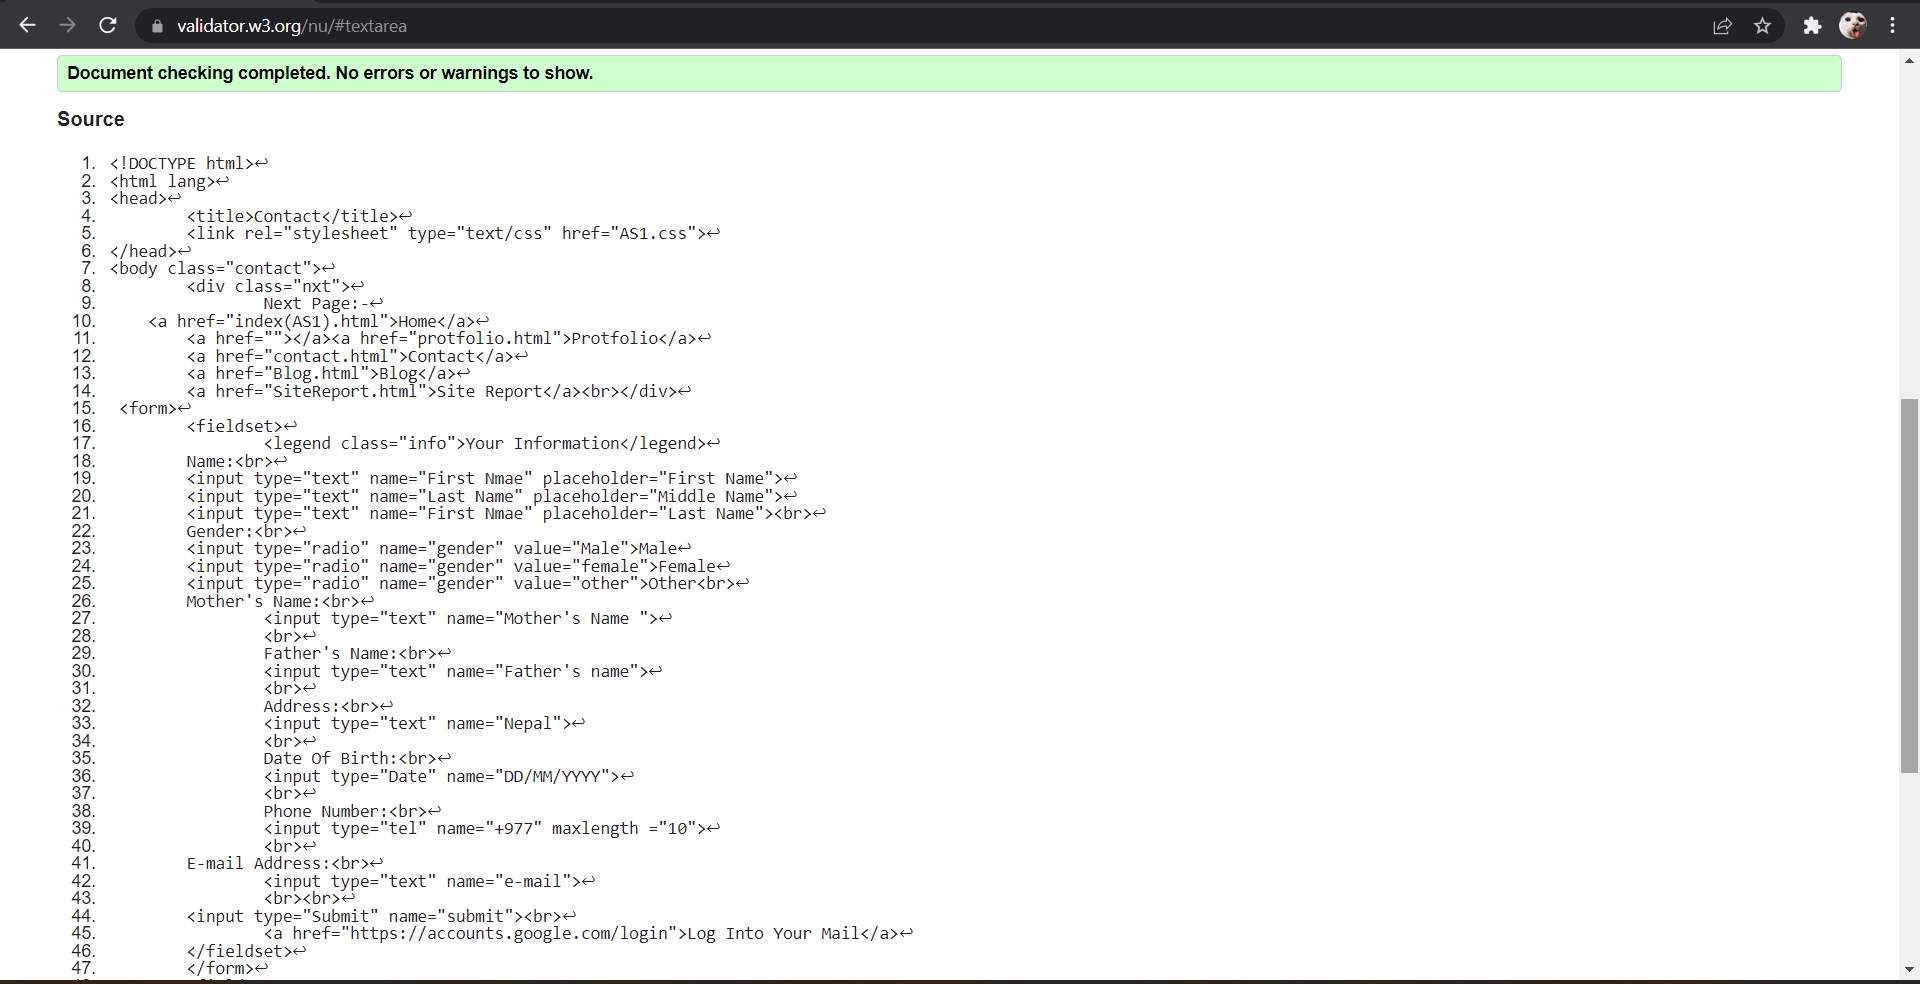 validator.w3.org/nu/#textarea
Document checking completed. No errors or warnings to show.
Source
1. <!DOCTYPE html>↩
2. <html lang>↩
3. <head>↩
4. <title>Contact</title>↩
5. <link rel="stylesheet" type="text/css" href="AS1.css">↩
6. </head>↩
7. <body class="contact">↩
8. <div class="nxt">↩
9. Next Page:-↩
10. <a href="index(AS1).html">Home</a>↩
11. <a href=""></a><a href="protfolio.html">Protfolio</a>↩
12. <a href="contact.html">Contact</a>↩
13. <a href="Blog.html">Blog</a>↩
14. <a href="SiteReport.html">Site Report</a><br></div>↩
15. <form>↩
16. <fieldset>↩
17. <legend class="info">Your Information</legend>↩
18. Name:<br>↩
19. <input type="text" name="First Nmae" placeholder="First Name">↩
20. <input type="text" name="Last Name" placeholder="Middle Name">↩
21. <input type="text" name="First Nmae" placeholder="Last Name"><br>↩
22. Gender:<br>↩
23. <input type="radio" name="gender" value="Male">Male↩
24. <input type="radio" name="gender" value="female">Female↩
25. <input type="radio" name="gender" value="other">Other<br>↩
26. Mother's Name:<br>↩
27. <input type="text" name="Mother's Name ">↩
28. <br>↩
29. Father's Name:<br>↩
30. <input type="text" name="Father's name">↩
31. <br>↩
32. Address:<br>↩
33. <input type="text" name="Nepal">↩
34. <br>↩
35. Date Of Birth:<br>↩
36. <input type="Date" name="DD/MM/YYYY">↩
37. <br>↩
38. Phone Number:<br>↩
39. <input type="tel" name="+977" maxlength ="10">↩
40. <br>↩
41. E-mail Address:<br>↩
42. <input type="text" name="e-mail">↩
43. <br><br>↩
44. <input type="Submit" name="submit"><br>↩
45. <a href="https://accounts.google.com/login">Log Into Your Mail</a>↩
46. </fieldset>↩
47. </form>↩